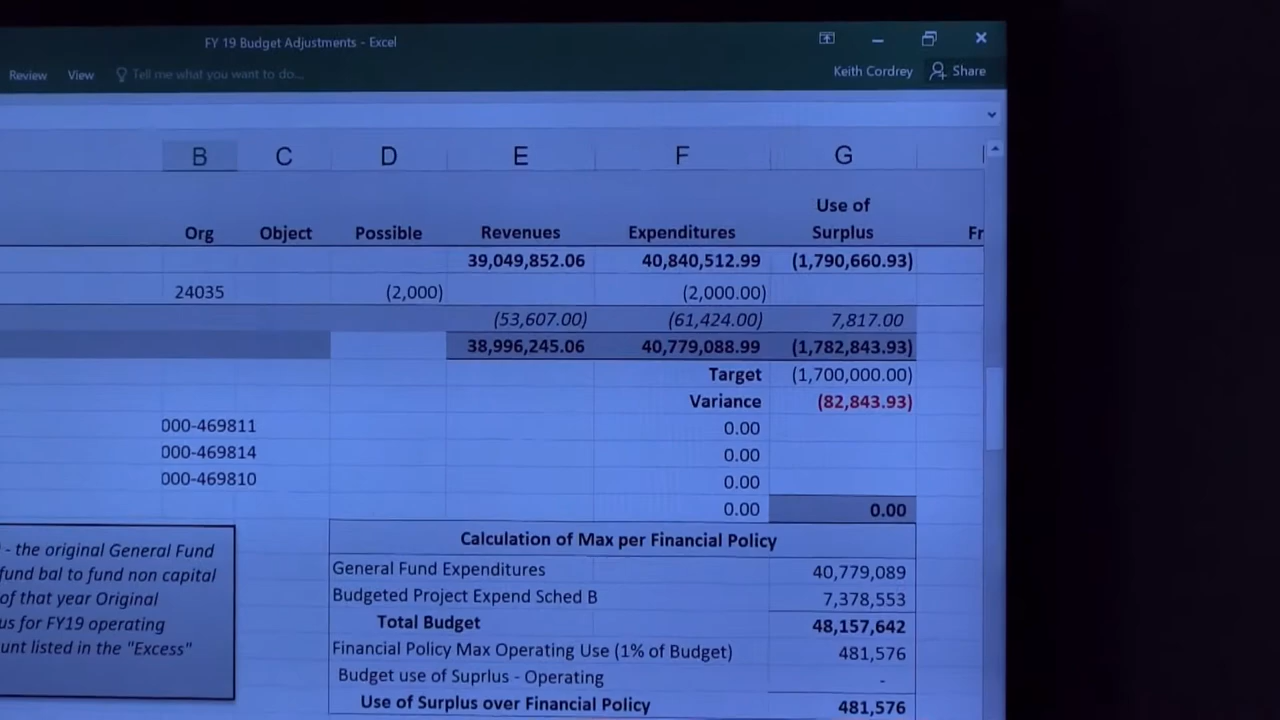 FY 19 Budget Adjustments - Excel
Keith Cordrey Share
Review View Tell me what you want to do...
B C D E F G
Use of
Org Object Possible Revenues Expenditures Surplus Fr
39,049,852.06 40,840,512.99 (1,790,660.93)
24035 (2,000) (2,000.00)
(53,607.00) (61,424.00) 7,817.00
38,996,245.06 40,779,088.99 (1,782,843.93)
Target (1,700,000.00)
Variance (82,843.93)
000-469811 0.00
000-469814 0.00
000-469810 0.00
0.00 0.00
- the original General Fund
fund bal to fund non capital
of that year Original
us for FY19 operating
unt listed in the "Excess"
Calculation of Max per Financial Policy
General Fund Expenditures 40,779,089
Budgeted Project Expend Sched B 7,378,553
Total Budget 48,157,642
Financial Policy Max Operating Use (1% of Budget) 481,576
Budget use of Suprlus - Operating -
Use of Surplus over Financial Policy 481,576